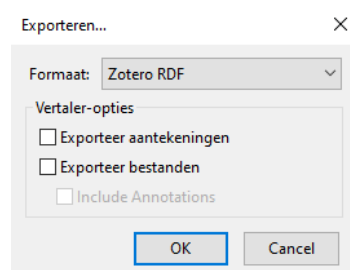 Exporteren...
Formaat: Zotero RDF
Vertaler-opties
Exporteer aantekeningen
Exporteer bestanden
Include Annotations
OK Cancel